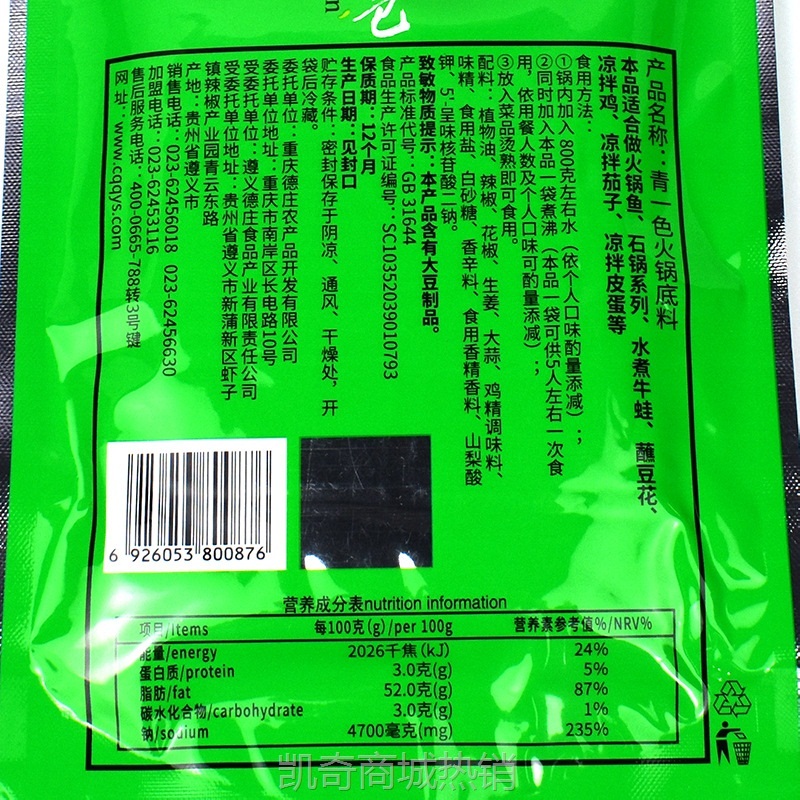 产品名称：青一色火锅底料
本品适合做火锅鱼、石锅系列、水煮牛蛙、蘸豆花、
凉拌鸡、凉拌茄子、凉拌皮蛋等
食用方法：
①锅内加入800克左右水（依个人口味酌量添减）；
②同时加入本品一袋煮沸（本品一袋可供5人左右一次食
用，依用餐人数及个人口味可酌量添减）；
③放入菜品烫熟即可食用。
配料：植物油、辣椒、花椒、生姜、大蒜、鸡精调味料、
味精、食用盐、白砂糖、香辛料、食用香精香料、山梨酸
钾、5'-呈味核苷酸二钠。
致敏物质提示：本产品含有大豆制品。
产品标准代号：GB 31644
食品生产许可证编号：SC10352039010793
保质期：12个月
生产日期：见封口
贮存条件：密封保存于阴凉、通风、干燥处，开
袋后冷藏。
委托单位：重庆德庄农产品开发有限公司
委托单位地址：重庆市南岸区长电路10号
受委托单位：遵义德庄食品产业有限责任公司
受委托单位地址：贵州省遵义市新蒲新区虾子
镇辣椒产业园青云东路
产地：贵州省遵义市
销售电话：023-62456018 023-62456630
加盟电话：023-62453116
售后服务电话：400-0665-788转3号键
网址：www.cqqys.com
6 926053 800876
营养成分表nutrition information
项目/Items 每100克(g)/per 100g 营养素参考值%/NRV%
能量/energy 2026千焦(kJ) 24%
蛋白质/protein 3.0克(g) 5%
脂肪/fat 52.0克(g) 87%
碳水化合物/carbohydrate 3.0克(g) 1%
钠/sodium 4700毫克(mg) 235%
凯奇商城热销